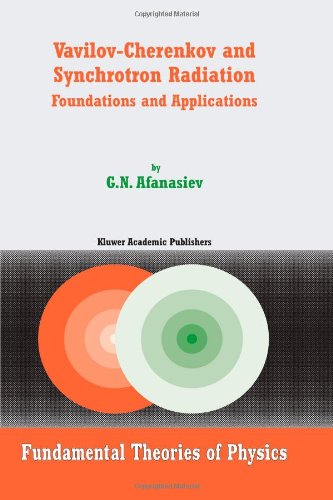 Vavilov-Cherenkov and
Synchrotron Radiation
Foundations and Applications
by
G.N. Afanasiev
Kluwer Academic Publishers
Fundamental Theories of Physics